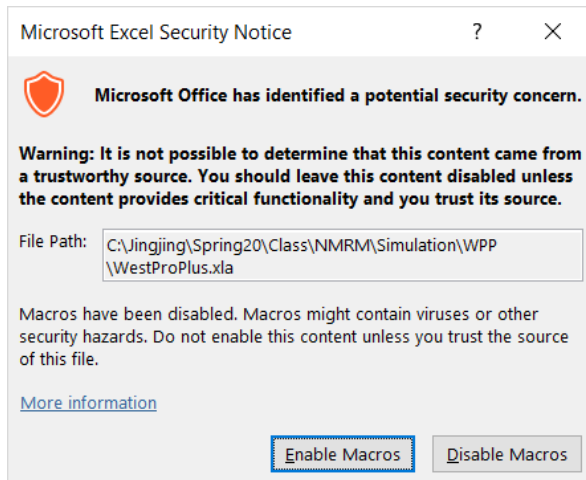 Microsoft Excel Security Notice ? ×
Microsoft Office has identified a potential security concern.
Warning: It is not possible to determine that this content came from
a trustworthy source. You should leave this content disabled unless
the content provides critical functionality and you trust its source.
File Path: C:\Jingjing\Spring20\Class\NMRM\Simulation\WPP
\WestProPlus.xla
Macros have been disabled. Macros might contain viruses or other
security hazards. Do not enable this content unless you trust the source
of this file.
More information
Enable Macros Disable Macros